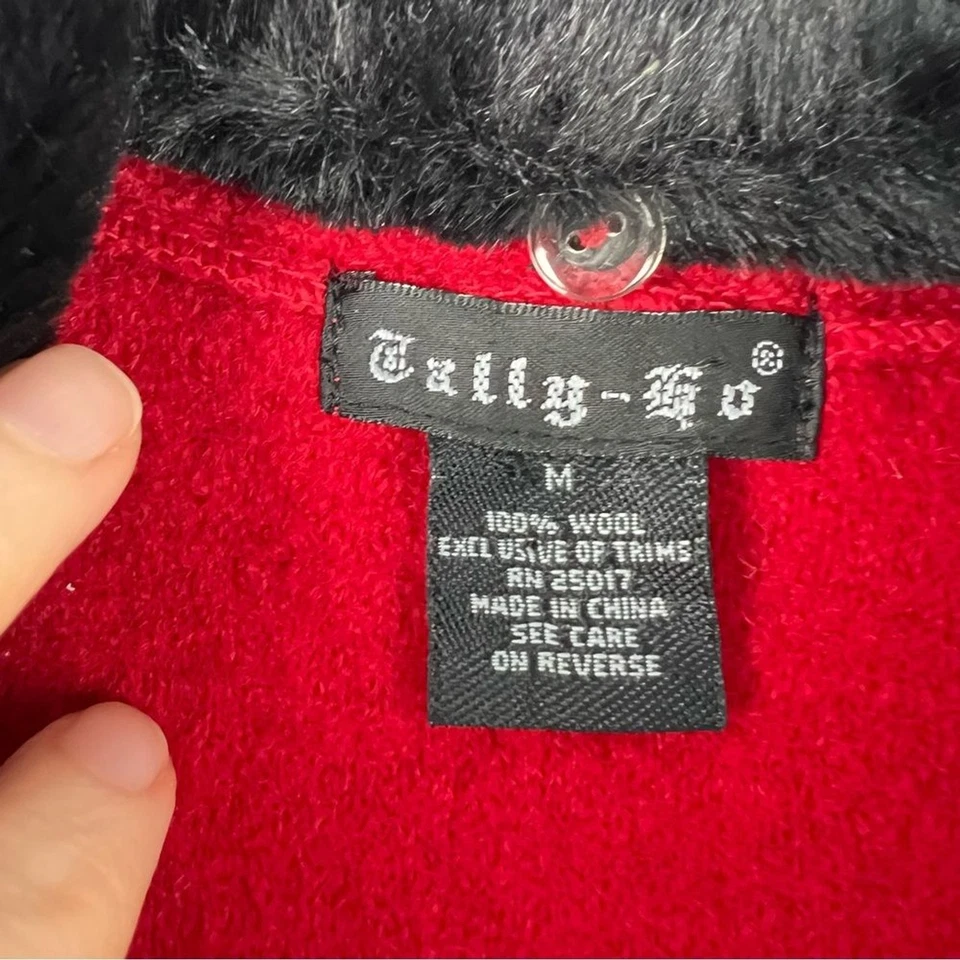 Tally-Ho®
M
100% WOOL
EXCLUSIVE OF TRIMS
RN 25017
MADE IN CHINA
SEE CARE
ON REVERSE